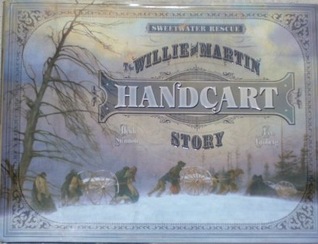 SWEETWATER RESCUE
The WILLIE and MARTIN
HANDCART
STORY